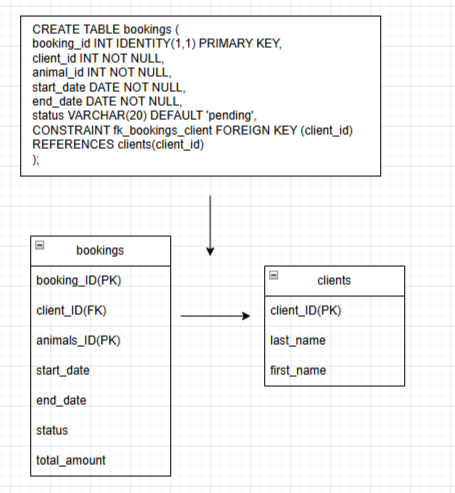 CREATE TABLE bookings (
booking_id INT IDENTITY(1,1) PRIMARY KEY,
client_id INT NOT NULL,
animal_id INT NOT NULL,
start_date DATE NOT NULL,
end_date DATE NOT NULL,
status VARCHAR(20) DEFAULT 'pending',
CONSTRAINT fk_bookings_client FOREIGN KEY (client_id)
REFERENCES clients(client_id)
);
bookings
booking_ID(PK)
client_ID(FK)
animals_ID(PK)
start_date
end_date
status
total_amount
clients
client_ID(PK)
last_name
first_name